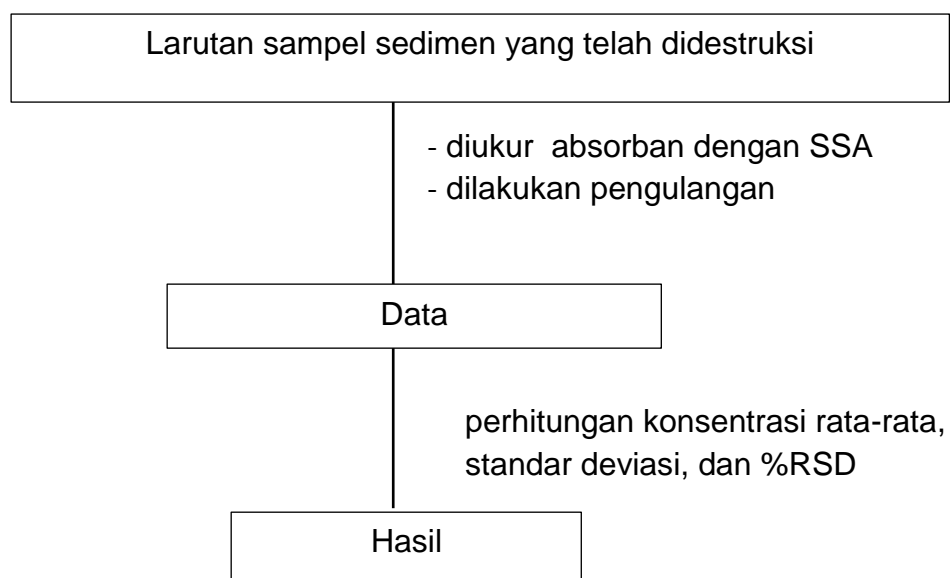 Larutan sampel sedimen yang telah didestruksi
- diukur absorban dengan SSA
- dilakukan pengulangan
Data
perhitungan konsentrasi rata-rata,
standar deviasi, dan %RSD
Hasil